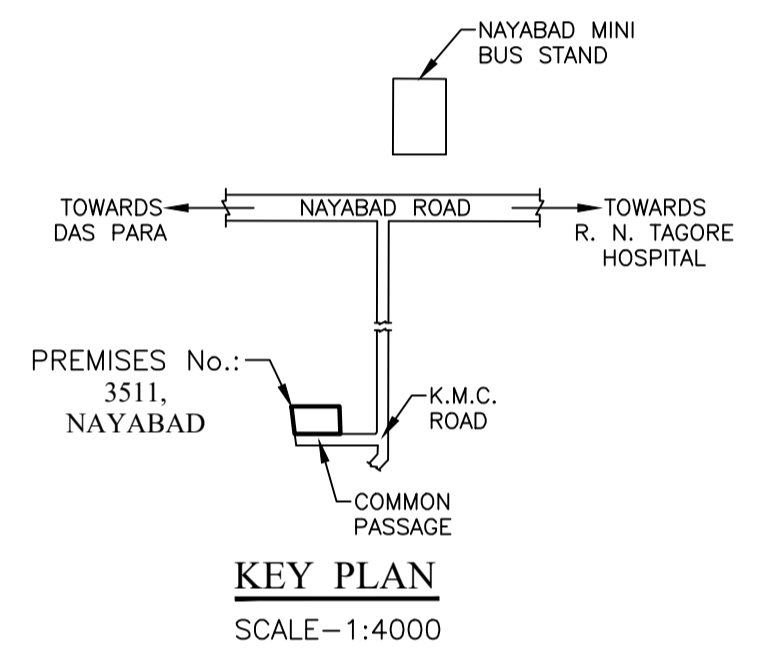 NAYABAD MINI
BUS STAND
TOWARDS
DAS PARA
NAYABAD ROAD
TOWARDS
R. N. TAGORE
HOSPITAL
PREMISES No.:
3511,
NAYABAD
K.M.C.
ROAD
COMMON
PASSAGE
KEY PLAN
SCALE-1:4000